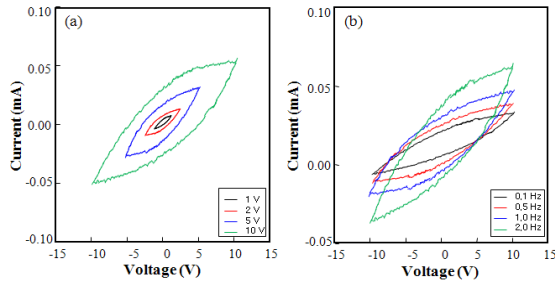 (a)
0.10
0.05
0.00
-0.05
-0.10
Current (mA)
-15 -10 -5 0 5 10 15
Voltage (V)
1 V
2 V
5 V
10 V
(b)
0.10
0.05
0.00
-0.05
Current (mA)
-15 -10 -5 0 5 10 15
Voltage (V)
0,1 Hz
0,5 Hz
1,0 Hz
2,0 Hz